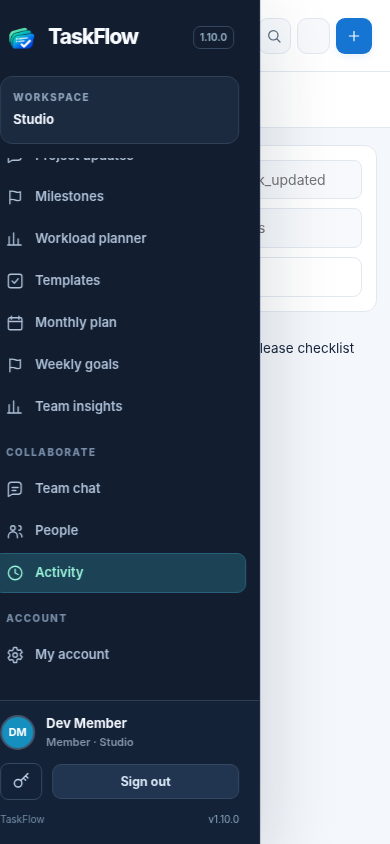 TaskFlow
1.10.0
WORKSPACE
Studio
Project updates
Milestones
Workload planner
Templates
Monthly plan
Weekly goals
Team insights
COLLABORATE
Team chat
People
Activity
ACCOUNT
My account
DM
Dev Member
Member · Studio
Sign out
TaskFlow
v1.10.0
k_updated
s
lease checklist